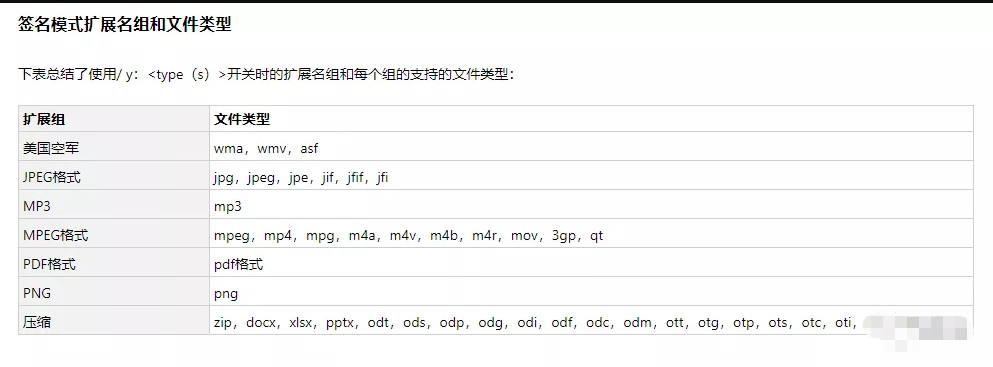 签名模式扩展名组和文件类型
下表总结了使用/ y：<type（s）>开关时的扩展名组和每个组的支持的文件类型：
扩展组 文件类型
美国空军 wma，wmv，asf
JPEG格式 jpg，jpeg，jpe，jif，jfif，jfi
MP3 mp3
MPEG格式 mpeg，mp4，mpg，m4a，m4v，m4b，m4r，mov，3gp，qt
PDF格式 pdf格式
PNG png
压缩 zip，docx，xlsx，pptx，odt，ods，odp，odg，odi，odf，odc，odm，ott，otg，otp，ots，otc，oti，